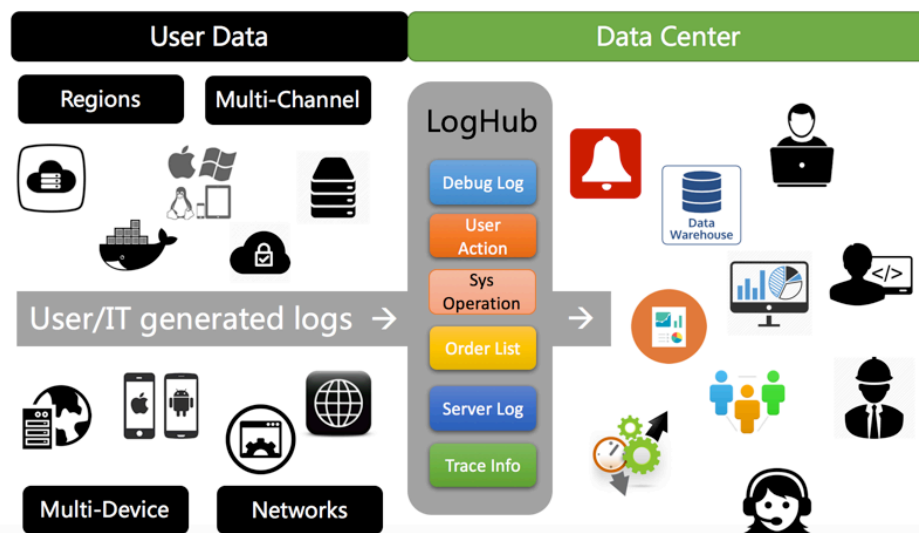 User Data
Data Center
Regions
Multi-Channel
LogHub
Debug Log
User
Action
Sys
Operation
Order List
Server Log
Trace Info
User/IT generated logs →
→
Data
Warehouse
</>
Multi-Device
Networks